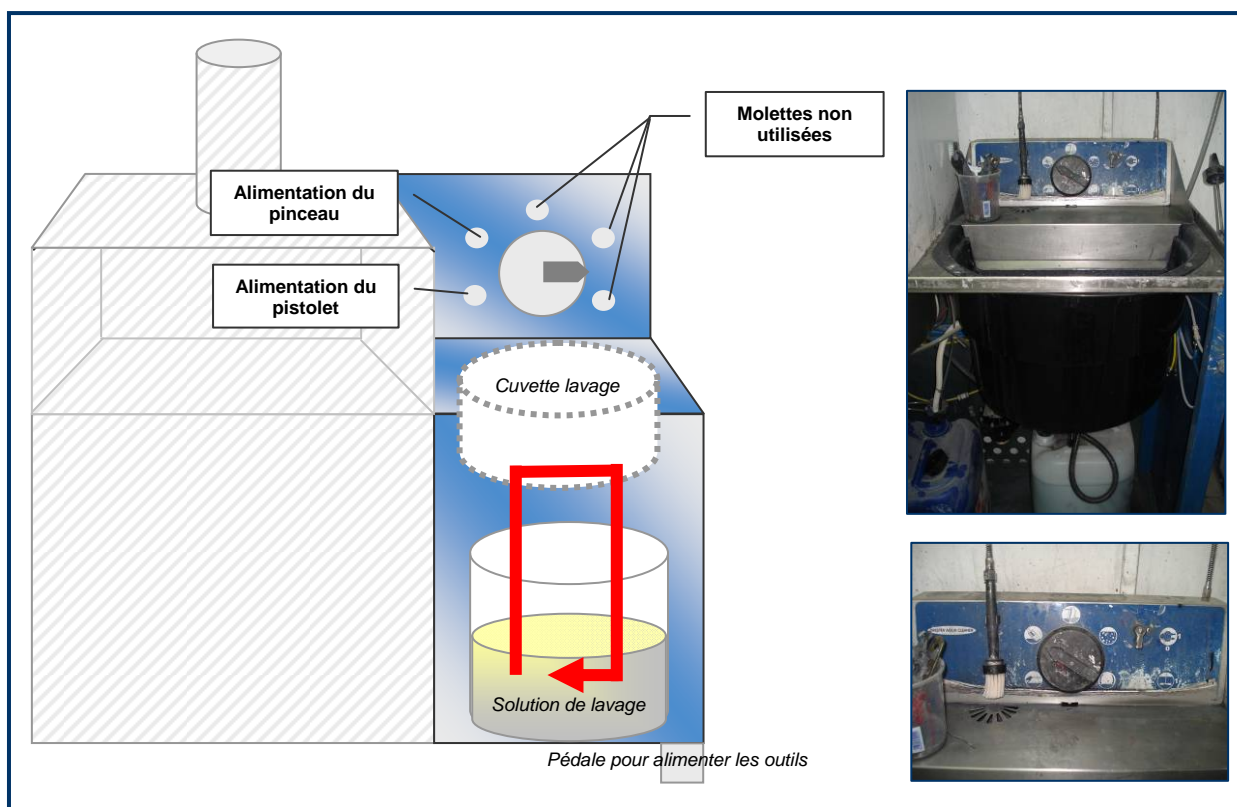 Molettes non
utilisées
Alimentation du
pinceau
Alimentation du
pistolet
Cuvette lavage
Solution de lavage
Pédale pour alimenter les outils